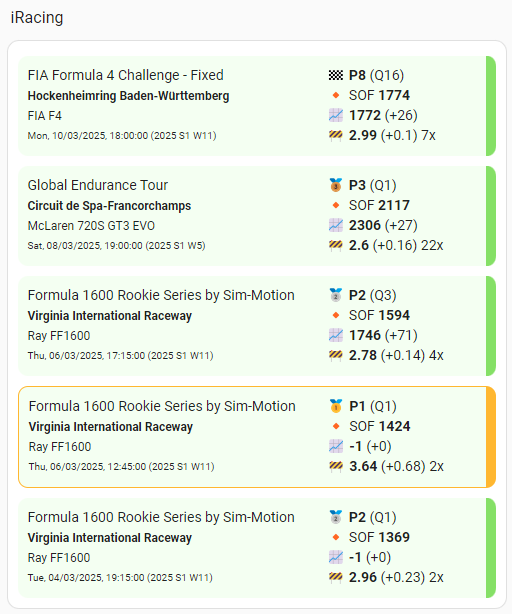 iRacing
FIA Formula 4 Challenge - Fixed
Hockenheimring Baden-Württemberg
FIA F4
Mon, 10/03/2025, 18:00:00 (2025 S1 W11)
P8 (Q16)
SOF 1774
1772 (+26)
2.99 (+0.1) 7x
Global Endurance Tour
Circuit de Spa-Francorchamps
McLaren 720S GT3 EVO
Sat, 08/03/2025, 19:00:00 (2025 S1 W5)
P3 (Q1)
SOF 2117
2306 (+27)
2.6 (+0.16) 22x
Formula 1600 Rookie Series by Sim-Motion
Virginia International Raceway
Ray FF1600
Thu, 06/03/2025, 17:15:00 (2025 S1 W11)
P2 (Q3)
SOF 1594
1746 (+71)
2.78 (+0.14) 4x
Formula 1600 Rookie Series by Sim-Motion
Virginia International Raceway
Ray FF1600
Thu, 06/03/2025, 12:45:00 (2025 S1 W11)
P1 (Q1)
SOF 1424
-1 (+0)
3.64 (+0.68) 2x
Formula 1600 Rookie Series by Sim-Motion
Virginia International Raceway
Ray FF1600
Tue, 04/03/2025, 19:15:00 (2025 S1 W11)
P2 (Q1)
SOF 1369
-1 (+0)
2.96 (+0.23) 2x